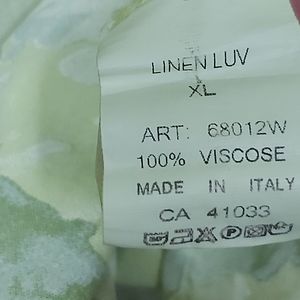 LINEN LUV
XL
ART: 68012W
100% VISCOSE
MADE IN ITALY
CA 41033